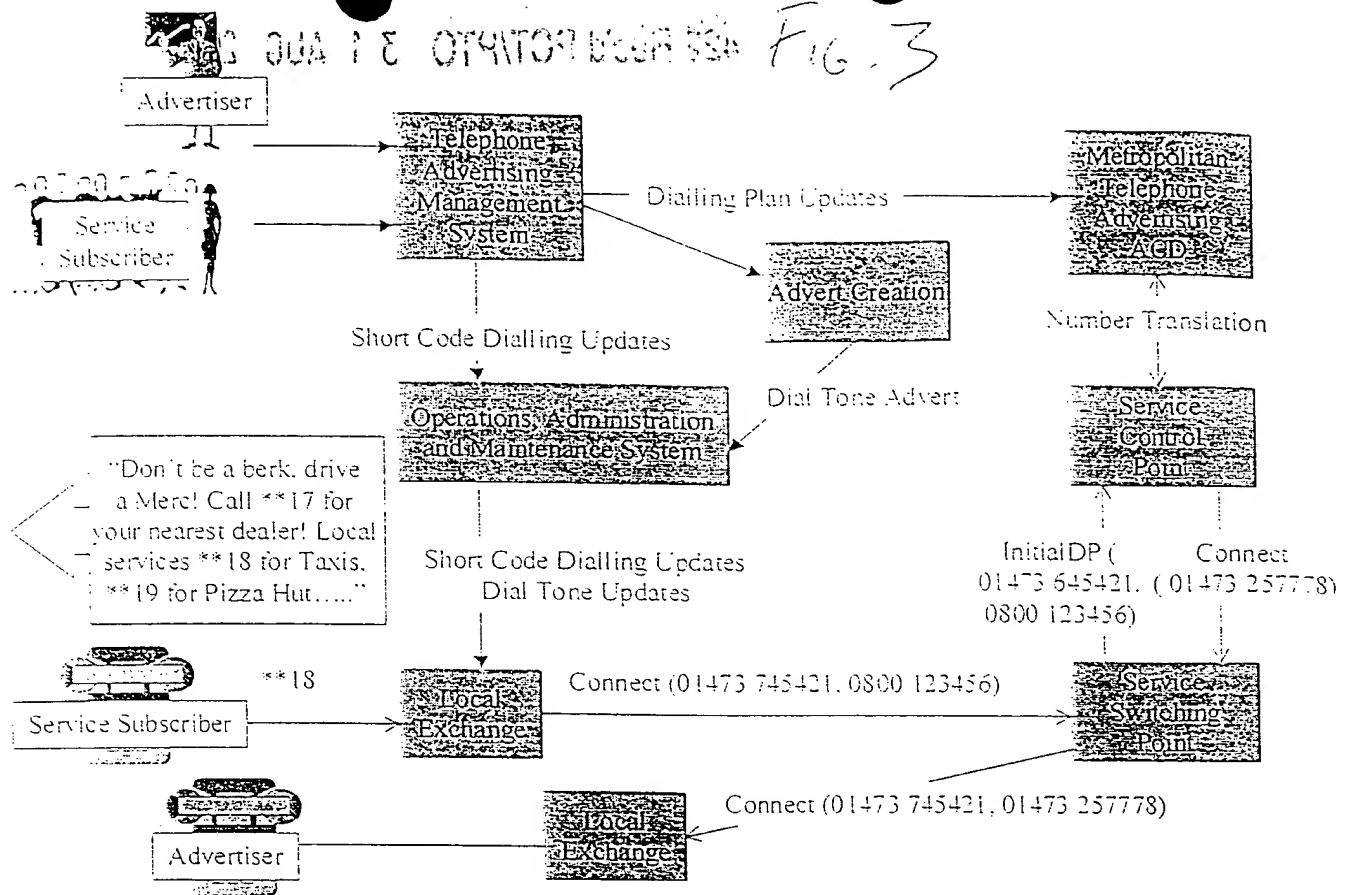 FIG. 3
Advertiser
Telephone
Advertising
Management
System
Metropolitan
Telephone
Advertising
ACD
Service
Subscriber
Dialling Plan Updates
Advert Creation
Number Translation
Short Code Dialling Updates
Dial Tone Advert
Operations, Administration
and Maintenance System
Service
Control
Point
"Don't be a berk, drive
a Merc! Call **17 for
your nearest dealer! Local
services **18 for Taxis,
**19 for Pizza Hut....."
Short Code Dialling Updates
Dial Tone Updates
InitialDP (
01473 645421,
0800 123456)
Connect
( 01473 257778)
**18
Service Subscriber
Local
Exchange
Connect (01473 745421, 0800 123456)
Service
Switching
Point
Connect (01473 745421, 01473 257778)
Advertiser
Local
Exchange